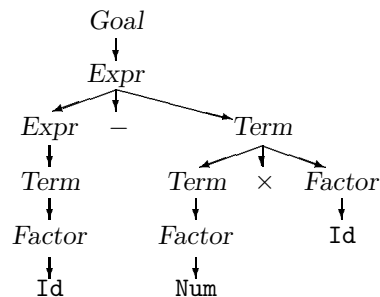 Goal
Expr
Expr − Term
Term Term × Factor
Factor Factor Id
Id Num